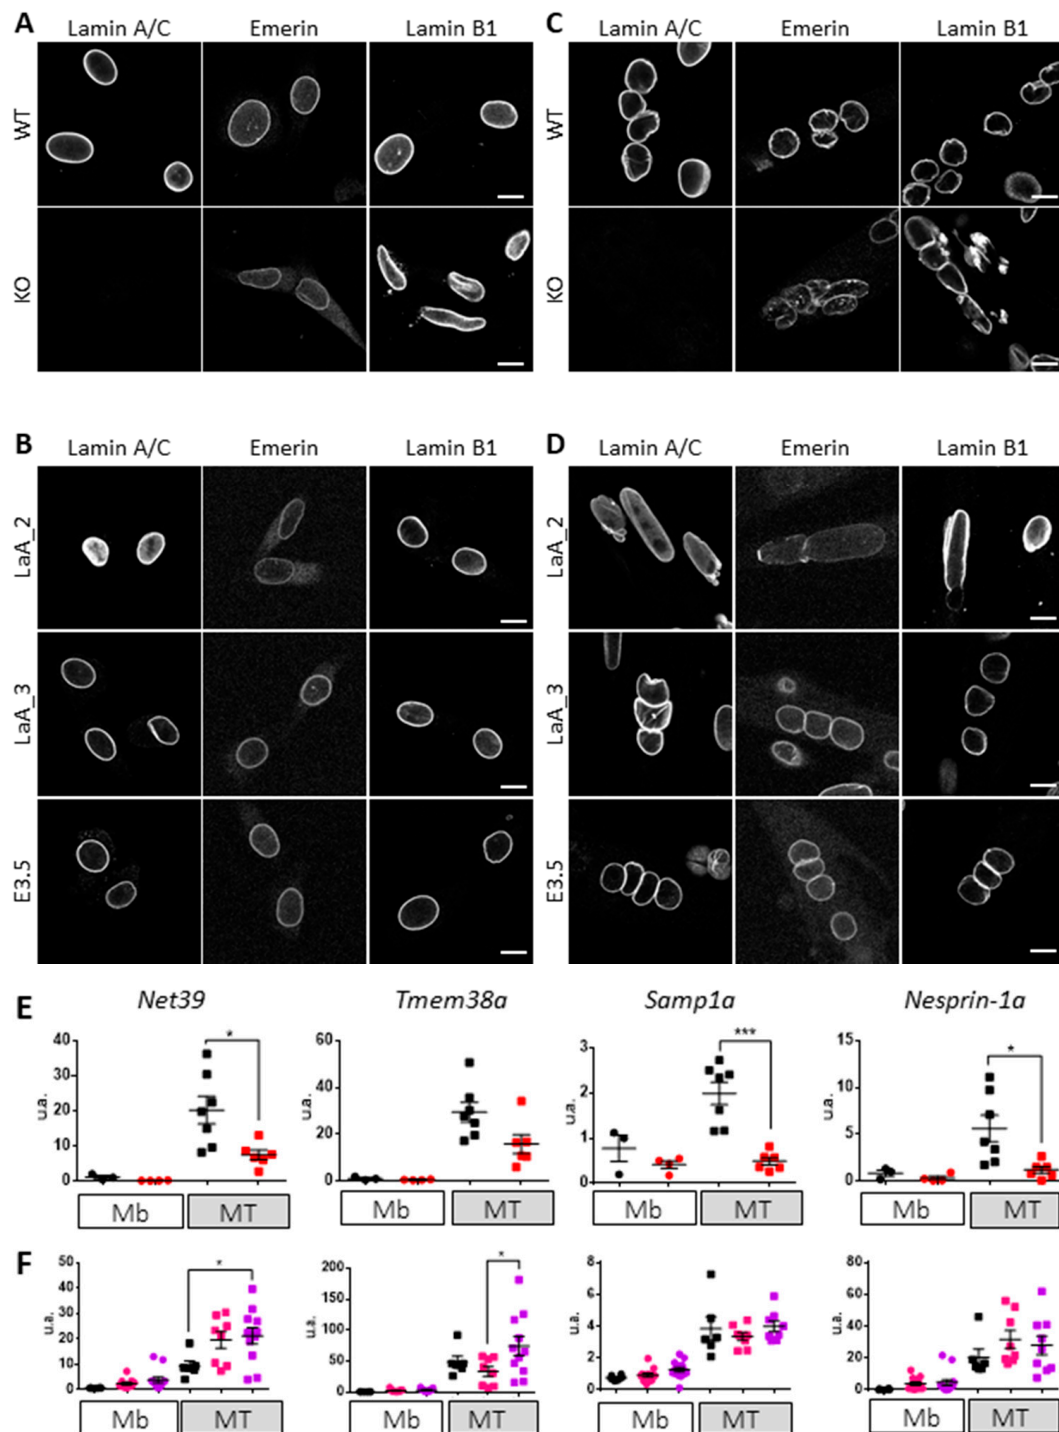 A Lamin A/C Emerin Lamin B1
WT
KO
C Lamin A/C Emerin Lamin B1
WT
KO
B Lamin A/C Emerin Lamin B1
LaA_2
LaA_3
E3.5
D Lamin A/C Emerin Lamin B1
LaA_2
LaA_3
E3.5
E
Net39
40
30
20
10
0
u.a.
*
Mb MT
Tmem38a
60
40
20
0
u.a.
Mb MT
Samp1a
3
2
1
0
u.a.
***
Mb MT
Nesprin-1a
15
10
5
0
u.a.
*
Mb MT
F
50
40
30
20
10
0
u.a.
*
Mb MT
200
150
100
50
0
u.a.
*
Mb MT
8
6
4
2
0
u.a.
Mb MT
80
60
40
20
0
u.a.
Mb MT